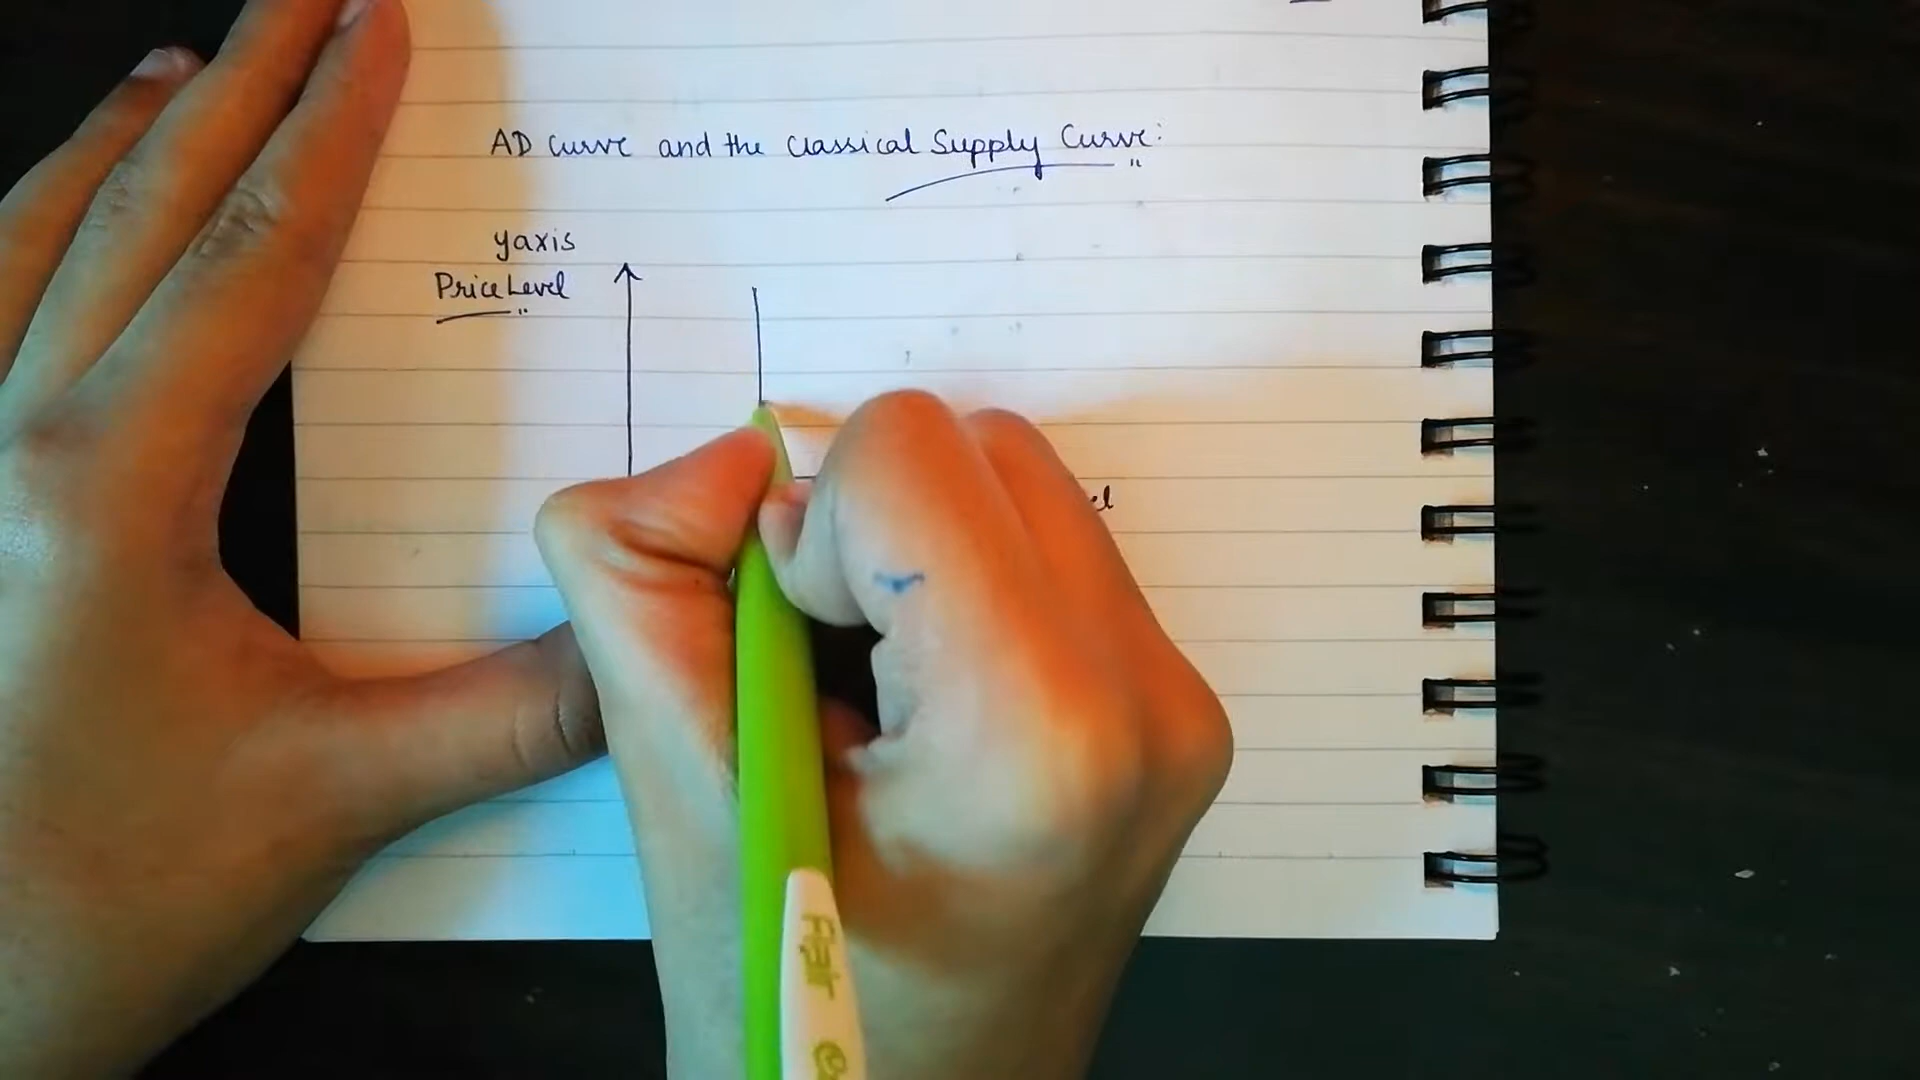 AD Curve and the Classical Supply Curve:
yaxis
Price Level
Flair